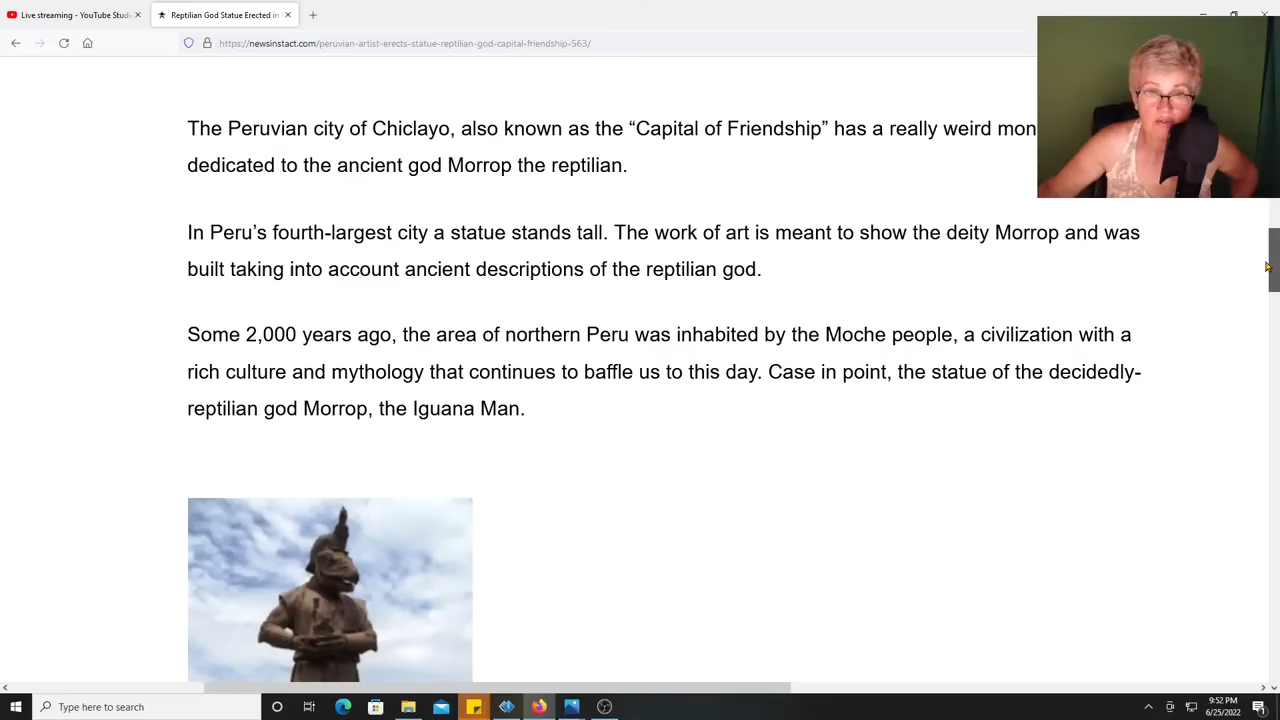 Live streaming - YouTube Studi
Reptilian God Statue Erected in
https://newsinstact.com/peruvian-artist-erects-statue-reptilian-god-capital-friendship-563/
The Peruvian city of Chiclayo, also known as the “Capital of Friendship” has a really weird mon
dedicated to the ancient god Morrop the reptilian.
In Peru’s fourth-largest city a statue stands tall. The work of art is meant to show the deity Morrop and was
built taking into account ancient descriptions of the reptilian god.
Some 2,000 years ago, the area of northern Peru was inhabited by the Moche people, a civilization with a
rich culture and mythology that continues to baffle us to this day. Case in point, the statue of the decidedly-
reptilian god Morrop, the Iguana Man.
Type here to search
9:52 PM
6/25/2022
1